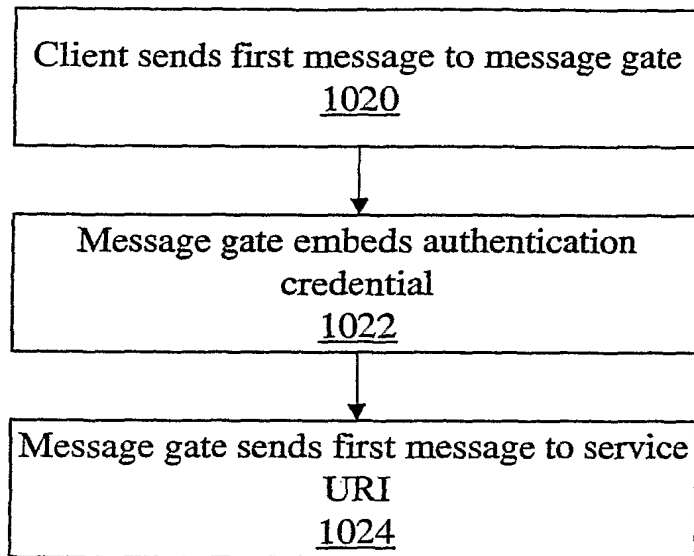 Client sends first message to message gate
1020
Message gate embeds authentication
credential
1022
Message gate sends first message to service
URI
1024